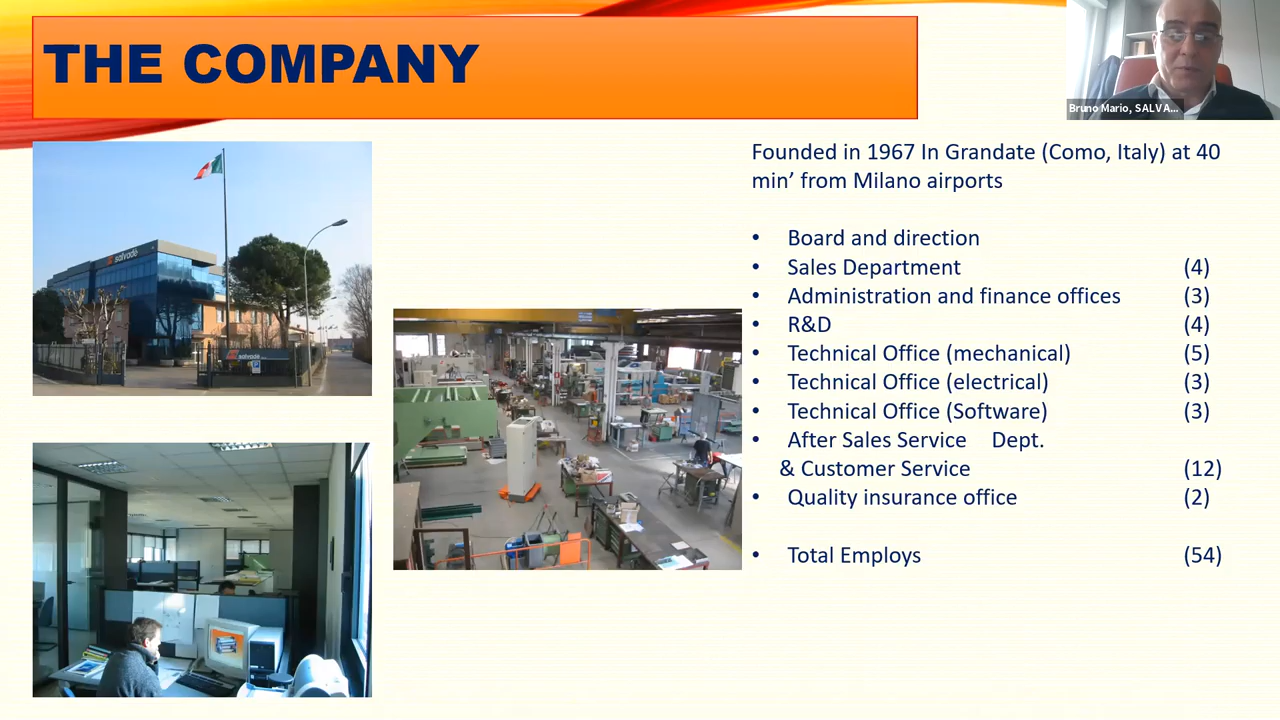 THE COMPANY
Bruno Mario, SALVA...
salvadè
salvadè
Founded in 1967 In Grandate (Como, Italy) at 40
min’ from Milano airports
• Board and direction
• Sales Department (4)
• Administration and finance offices (3)
• R&D (4)
• Technical Office (mechanical) (5)
• Technical Office (electrical) (3)
• Technical Office (Software) (3)
• After Sales Service Dept.
& Customer Service (12)
• Quality insurance office (2)
• Total Employs (54)